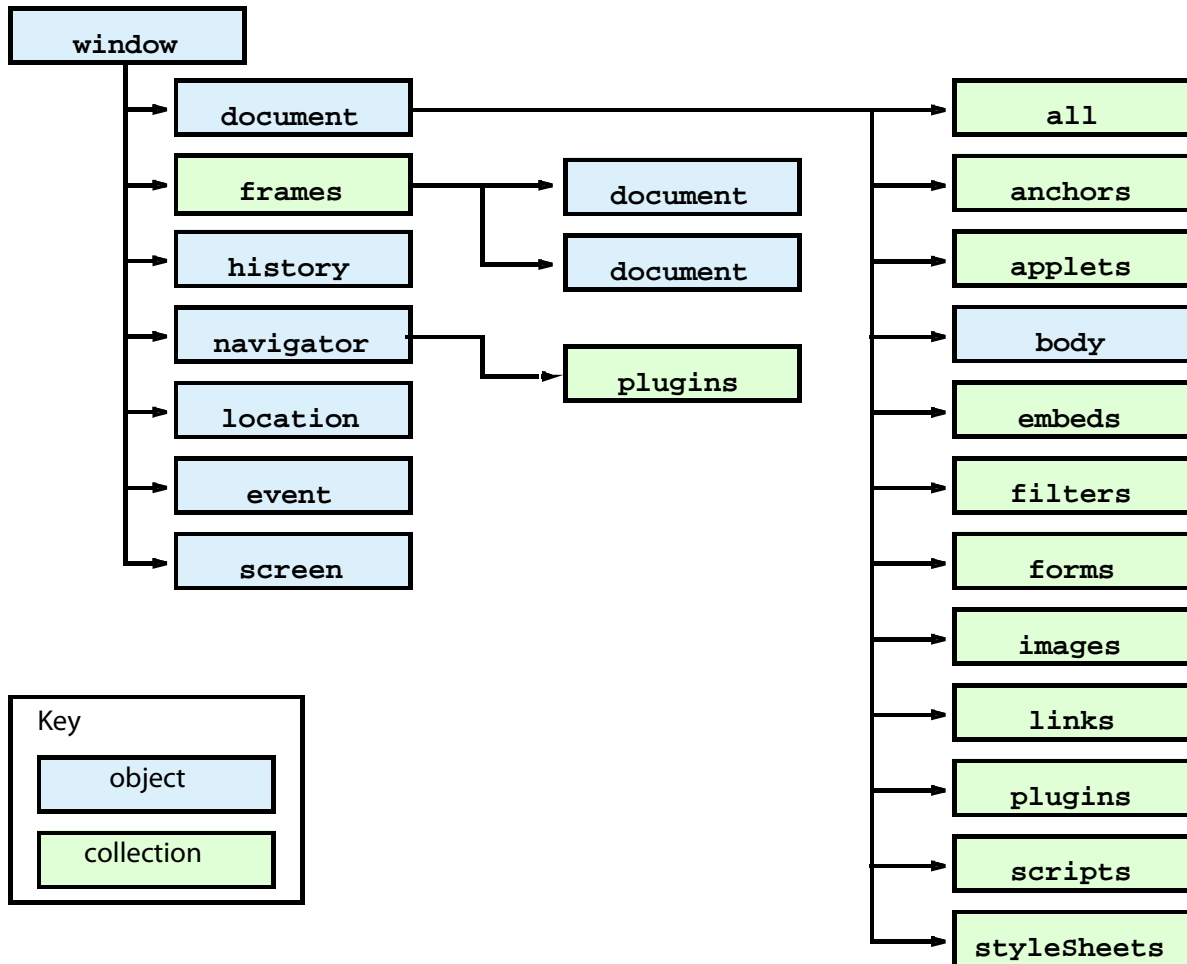 window
document
frames
history
navigator
location
event
screen
document
document
plugins
all
anchors
applets
body
embeds
filters
forms
images
links
plugins
scripts
styleSheets
Key
object
collection